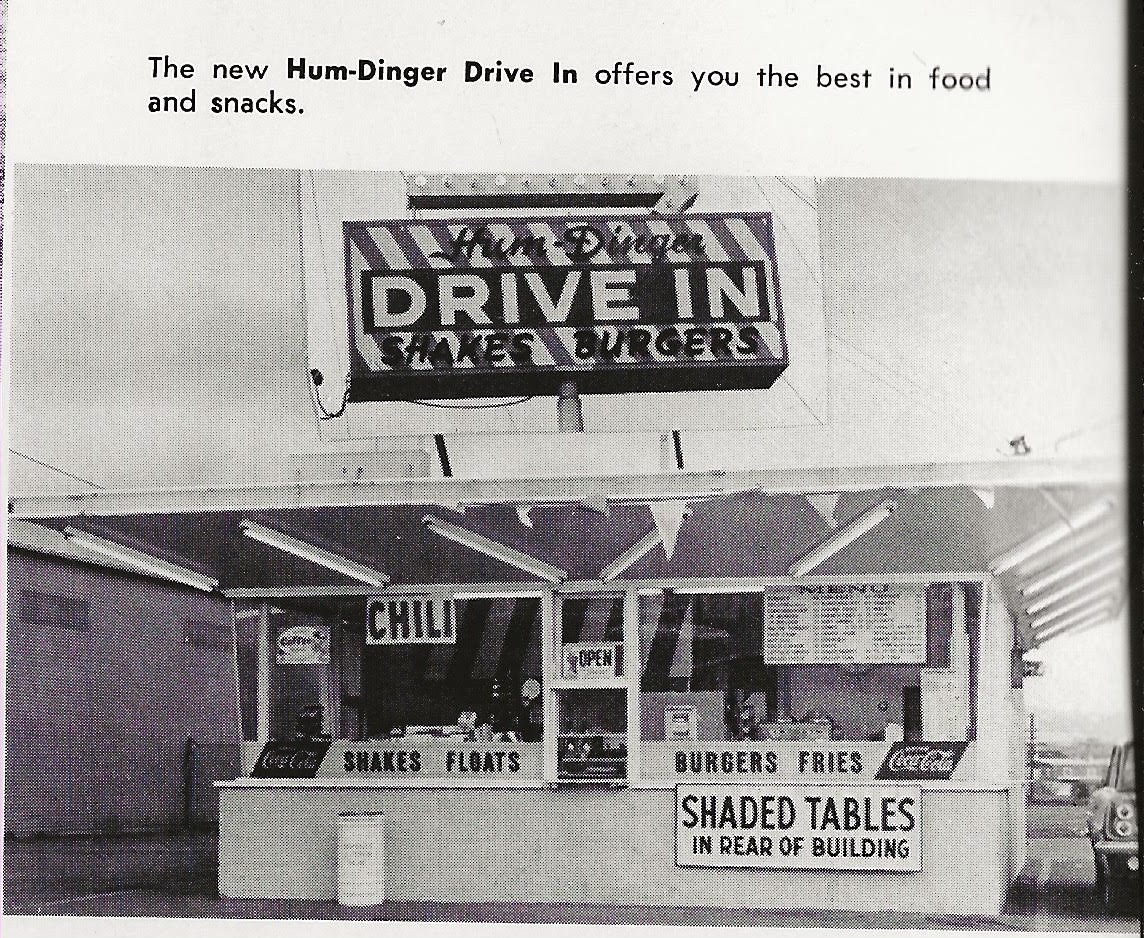 The new Hum-Dinger Drive In offers you the best in food
and snacks.
Hum-Dinger
DRIVE IN
SHAKES BURGERS
CHILI
OPEN
MENU
Coca-Cola
SHAKES FLOATS
BURGERS FRIES
Coca-Cola
SHADED TABLES
IN REAR OF BUILDING